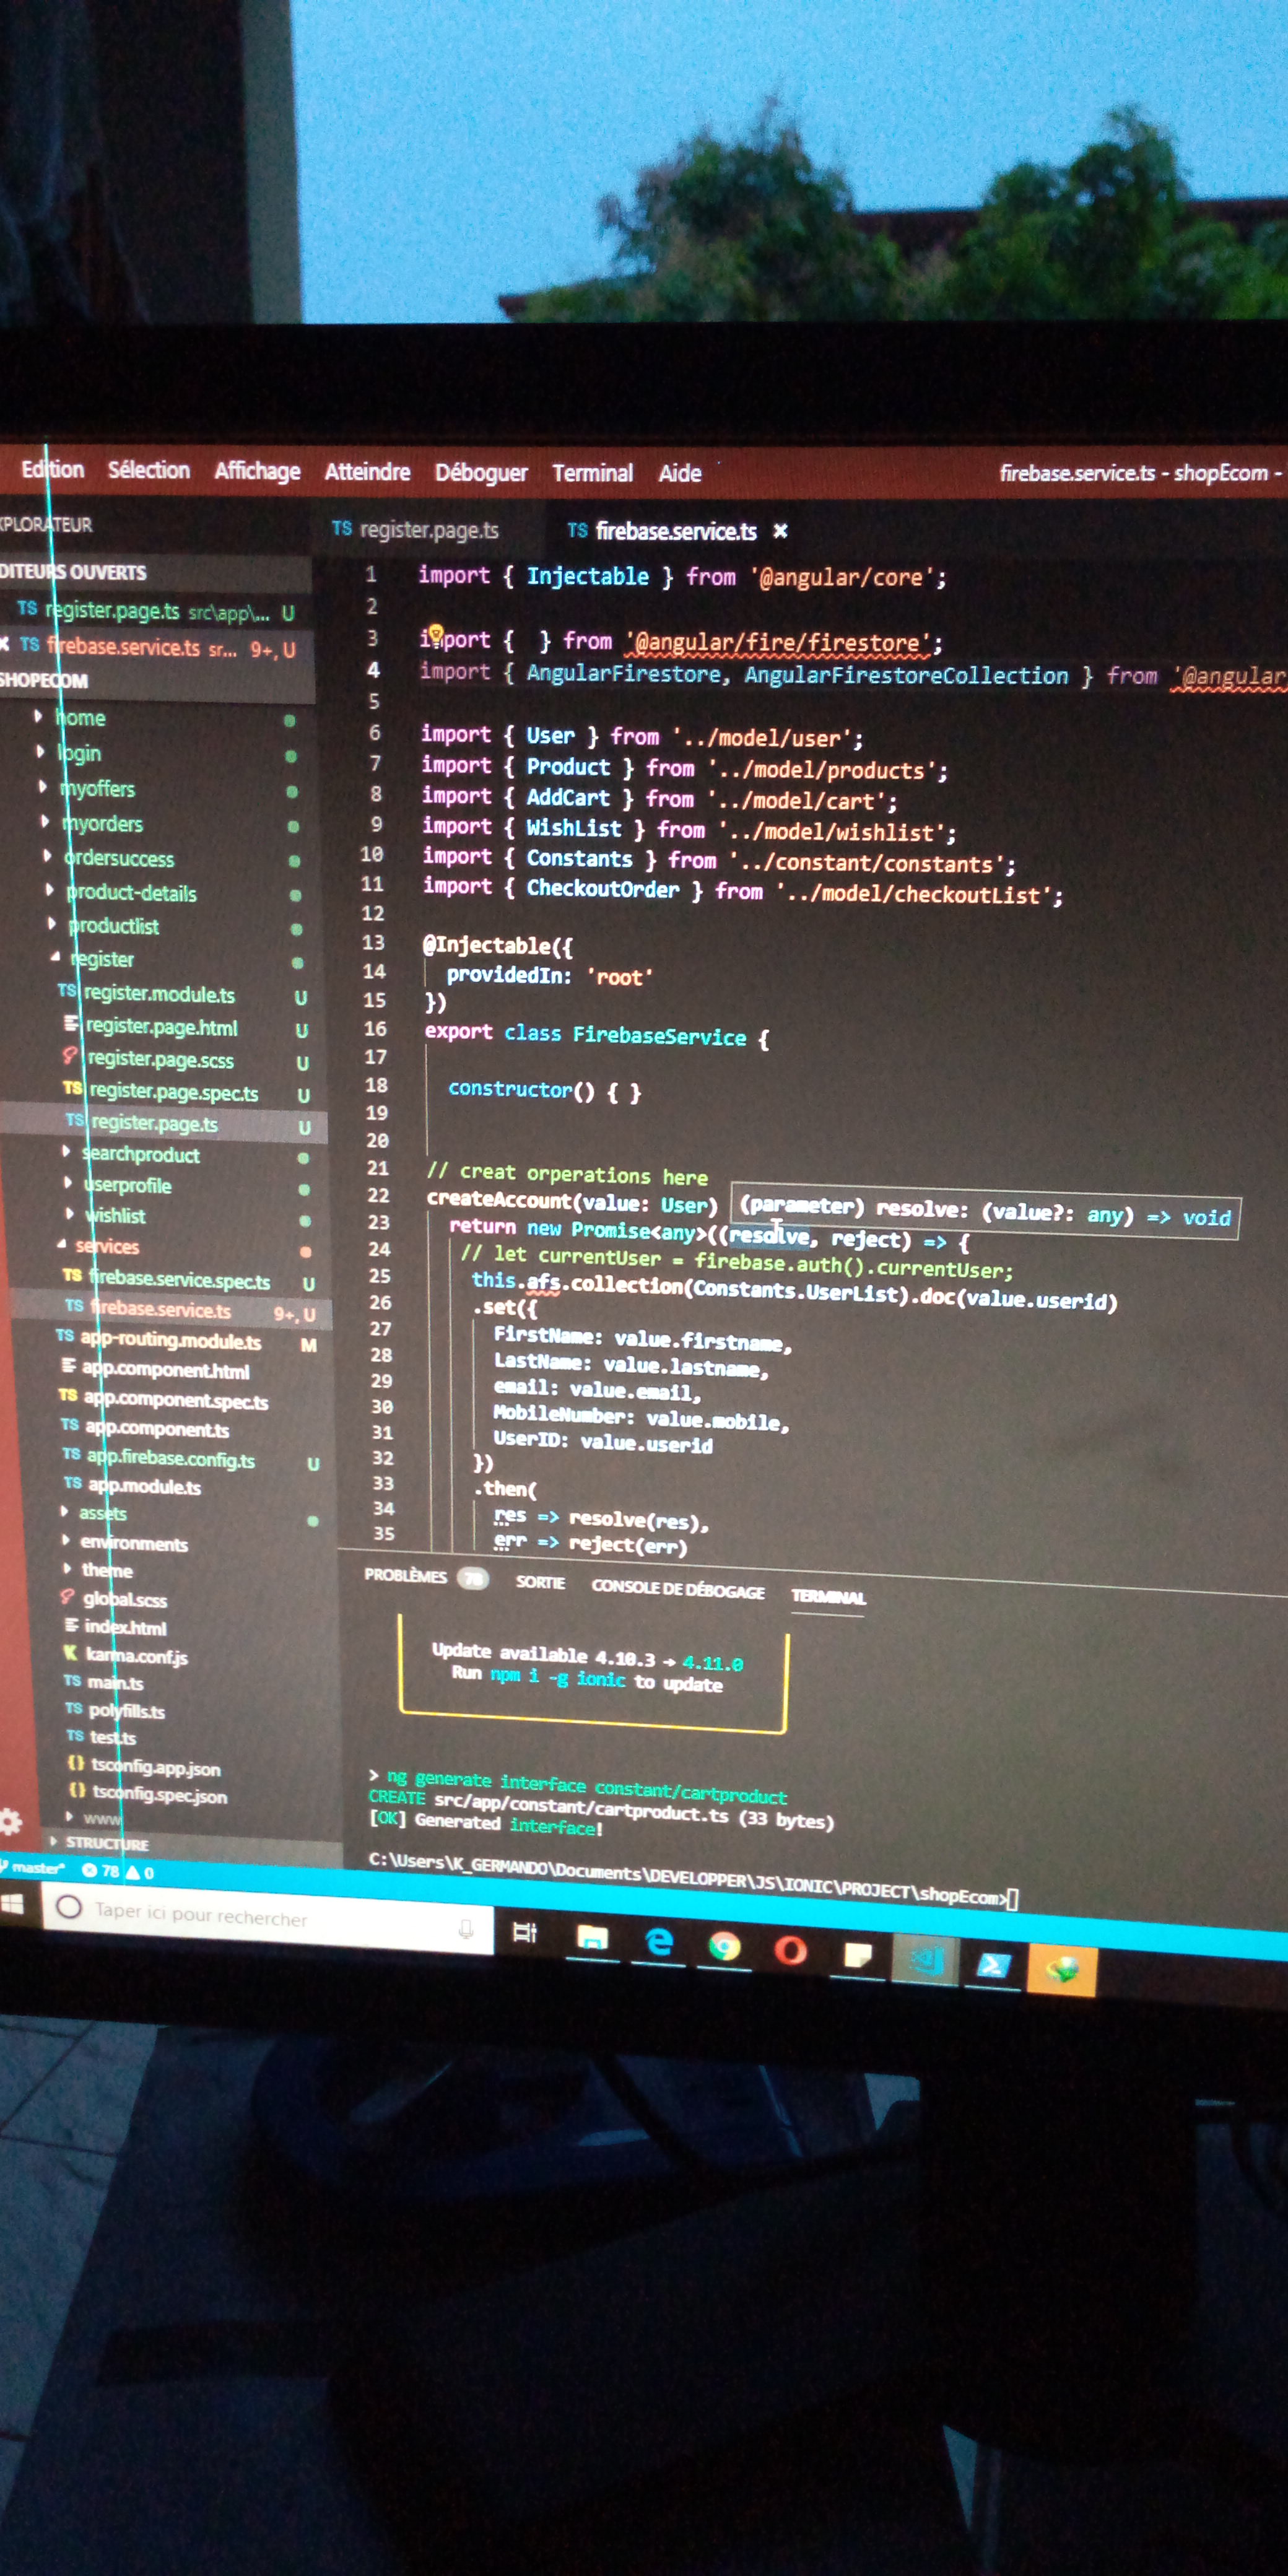 Edition Sélection Affichage Atteindre Déboguer Terminal Aide firebase.service.ts - shopEcom -
XPLORATEUR
DITEURS OUVERTS
TS register.page.ts src\app\... U
TS firebase.service.ts sr... 9+, U
SHOPECOM
home
login
myoffers
myorders
ordersuccess
product-details
productlist
register
TS register.module.ts U
register.page.html U
register.page.scss U
TS register.page.spec.ts U
TS register.page.ts U
searchproduct
userprofile
wishlist
services
TS firebase.service.spec.ts U
TS firebase.service.ts 9+, U
TS app-routing.module.ts M
app.component.html
TS app.component.spec.ts
TS app.component.ts
TS app.firebase.config.ts U
TS app.module.ts
assets
environments
theme
global.scss
index.html
K karma.conf.js
TS main.ts
TS polyfills.ts
TS test.ts
{} tsconfig.app.json
{} tsconfig.spec.json
www
STRUCTURE
TS register.page.ts TS firebase.service.ts
1 import { Injectable } from '@angular/core';
2
3 import { } from '@angular/fire/firestore';
4 import { AngularFirestore, AngularFirestoreCollection } from '@angular
5
6 import { User } from '../model/user';
7 import { Product } from '../model/products';
8 import { AddCart } from '../model/cart';
9 import { WishList } from '../model/wishlist';
10 import { Constants } from '../constant/constants';
11 import { CheckoutOrder } from '../model/checkoutList';
12
13 @Injectable({
14 providedIn: 'root'
15 })
16 export class FirebaseService {
17
18 constructor() { }
19
20
21 // creat orperations here
22 createAccount(value: User) (parameter) resolve: (value?: any) => void
23 return new Promise<any>((resolve, reject) => {
24 // let currentUser = firebase.auth().currentUser;
25 this.afs.collection(Constants.UserList).doc(value.userid)
26 .set({
27 FirstName: value.firstname,
28 LastName: value.lastname,
29 email: value.email,
30 MobileNumber: value.mobile,
31 UserID: value.userid
32 })
33 .then(
34 res => resolve(res),
35 err => reject(err)
PROBLÈMES 78 SORTIE CONSOLE DE DÉBOGAGE TERMINAL
Update available 4.10.3 → 4.11.0
Run npm i -g ionic to update
> ng generate interface constant/cartproduct
CREATE src/app/constant/cartproduct.ts (33 bytes)
[OK] Generated interface!
C:\Users\K_GERMANDO\Documents\DEVELOPPER\JS\IONIC\PROJECT\shopEcom>
master* 78 0
Taper ici pour rechercher